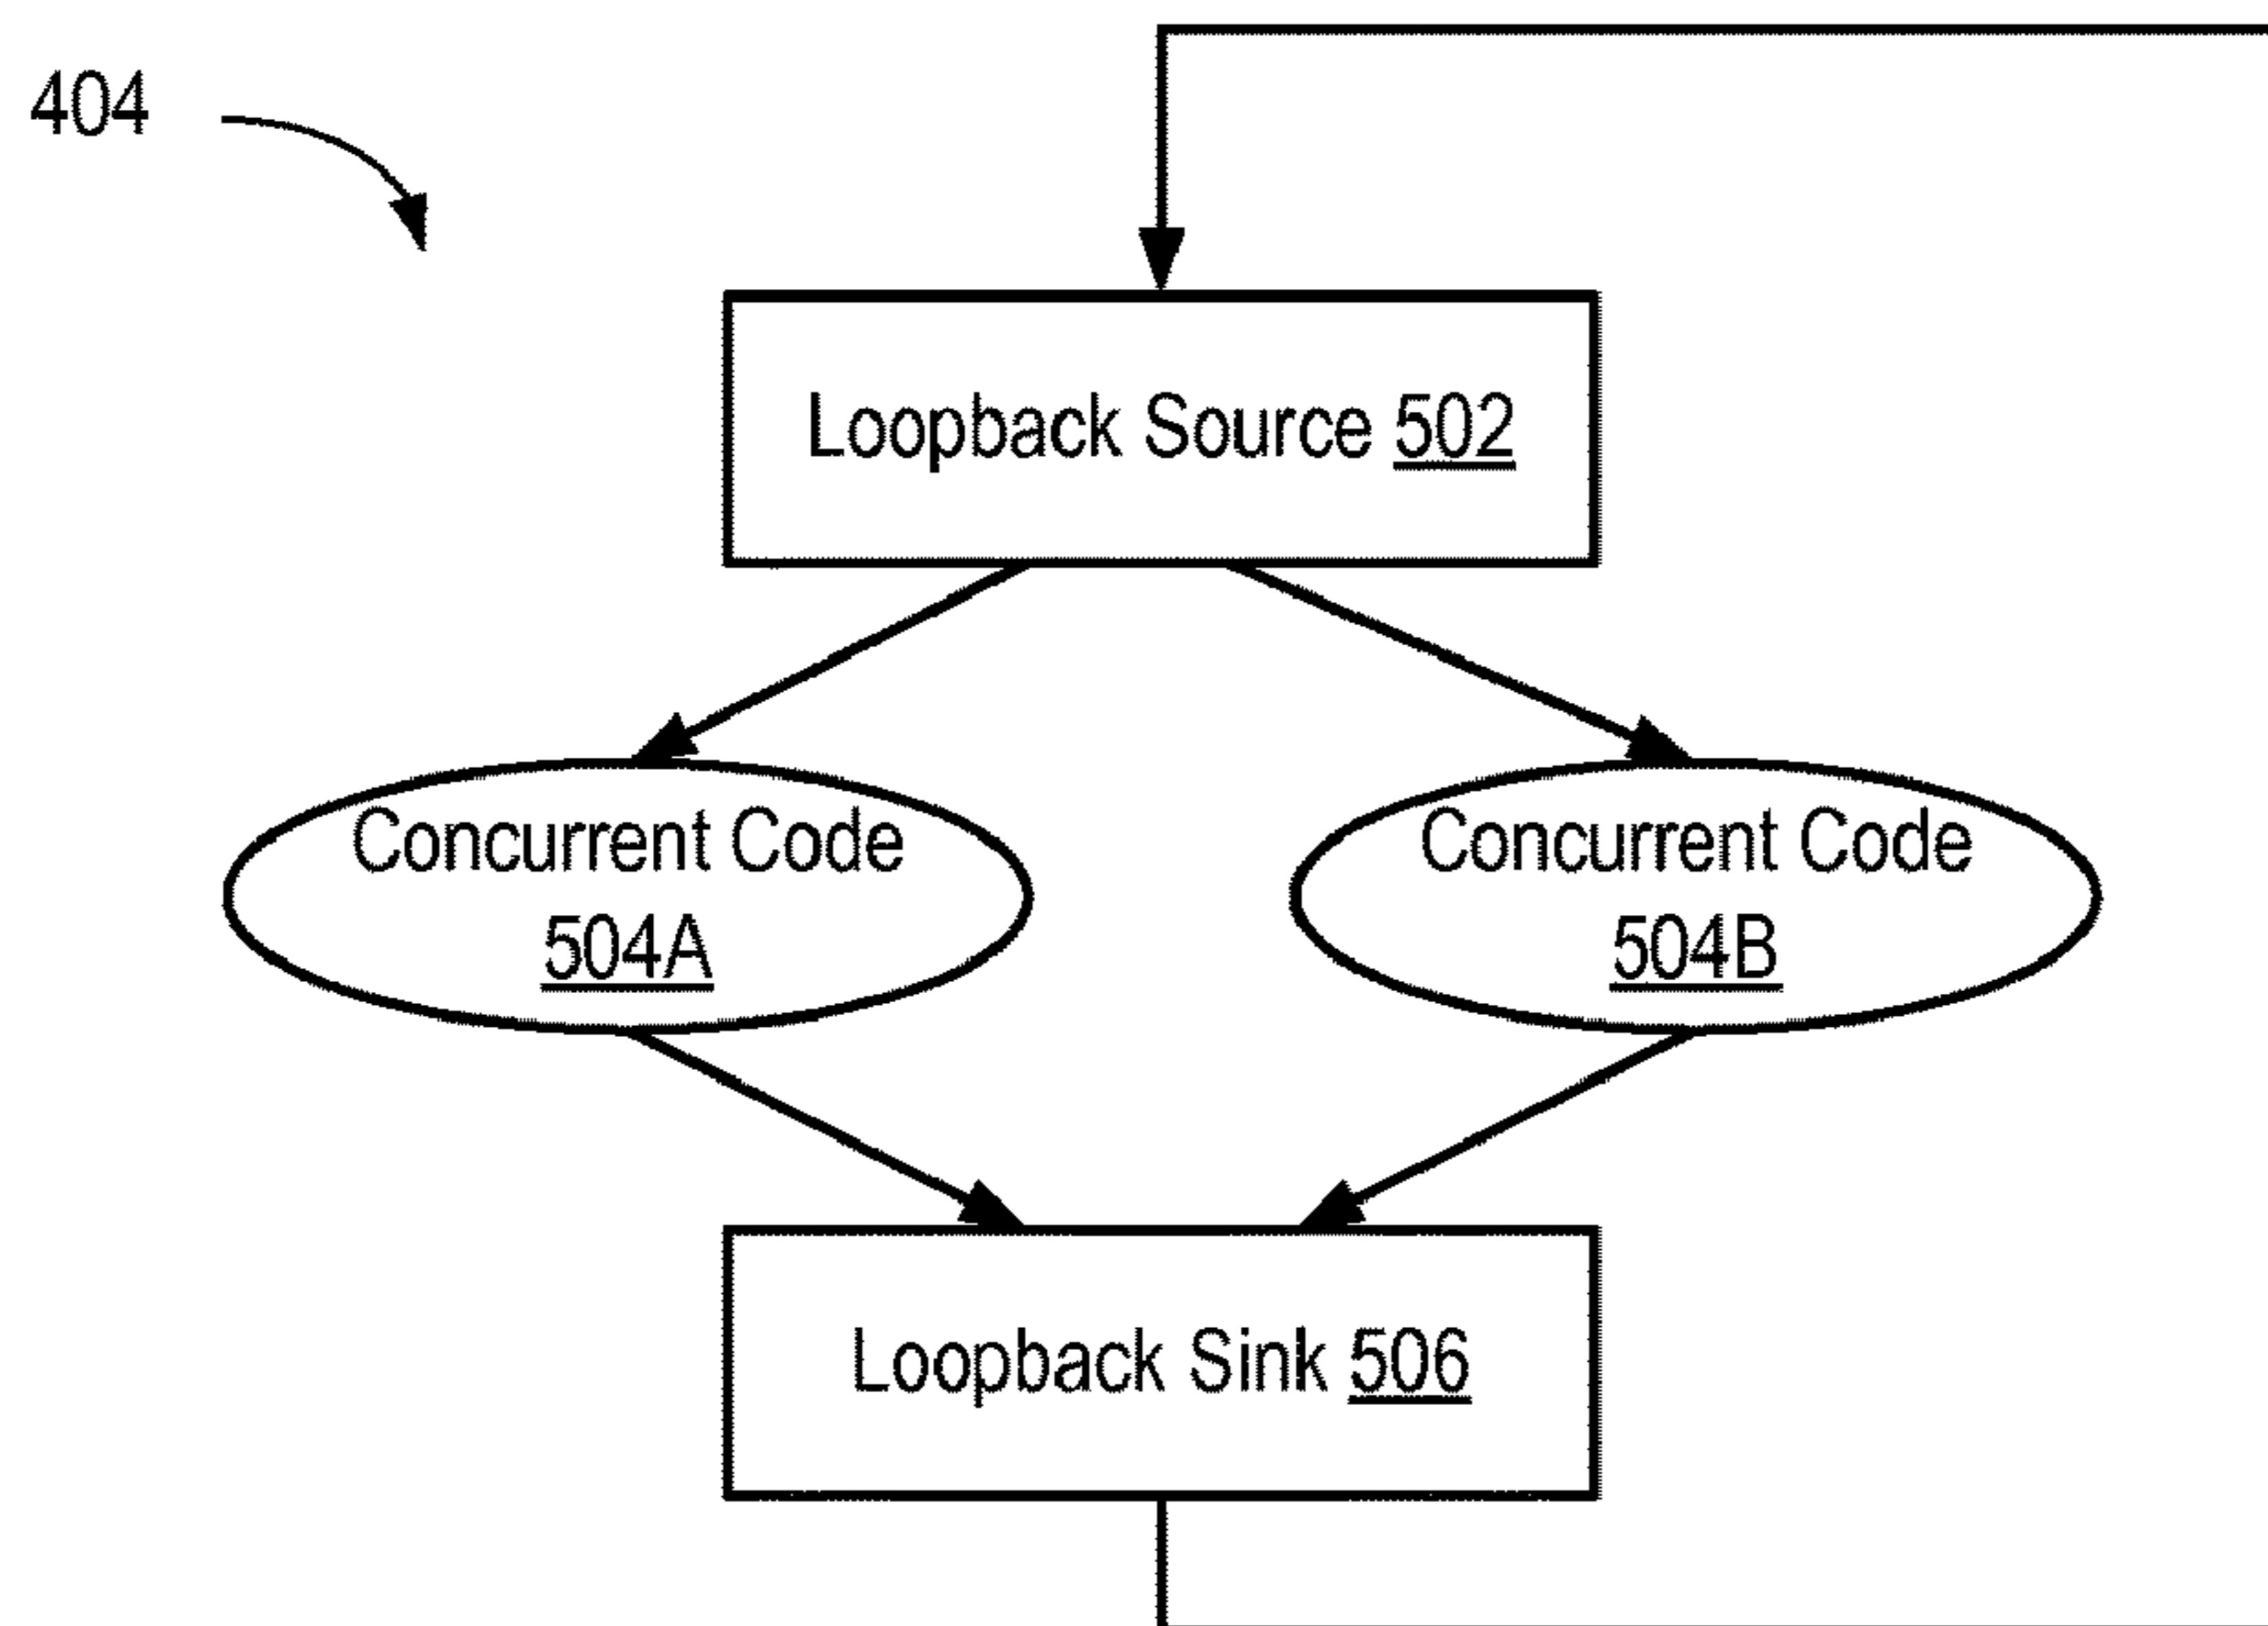 404
Loopback Source 502
Concurrent Code
504A
Concurrent Code
504B
Loopback Sink 506